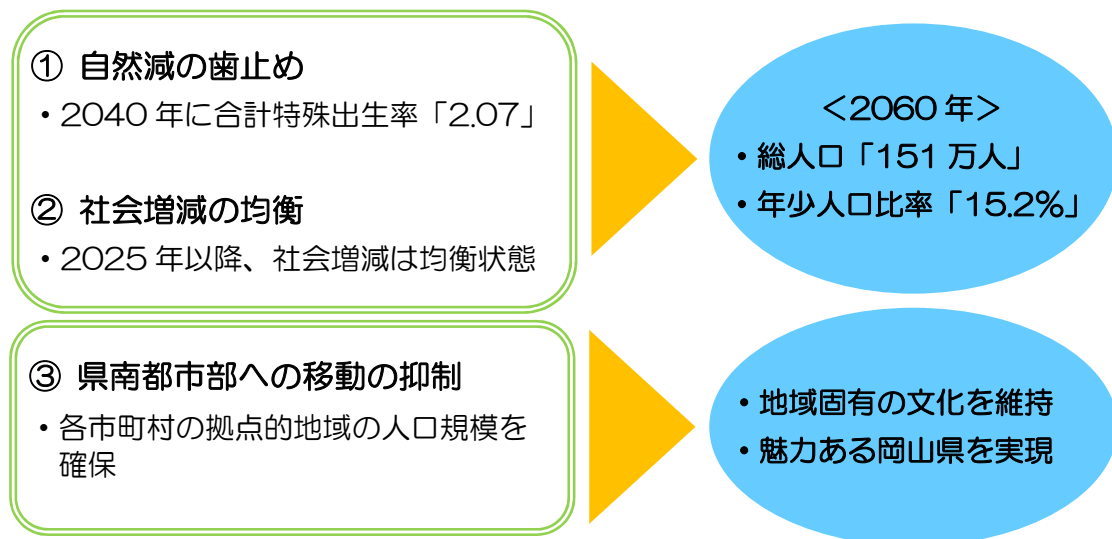 ① 自然減の歯止め
・2040 年に合計特殊出生率「2.07」
② 社会増減の均衡
・2025 年以降、社会増減は均衡状態
＜2060 年＞
・総人口「151 万人」
・年少人口比率「15.2%」
③ 県南都市部への移動の抑制
・各市町村の拠点的地域の人口規模を
確保
・地域固有の文化を維持
・魅力ある岡山県を実現